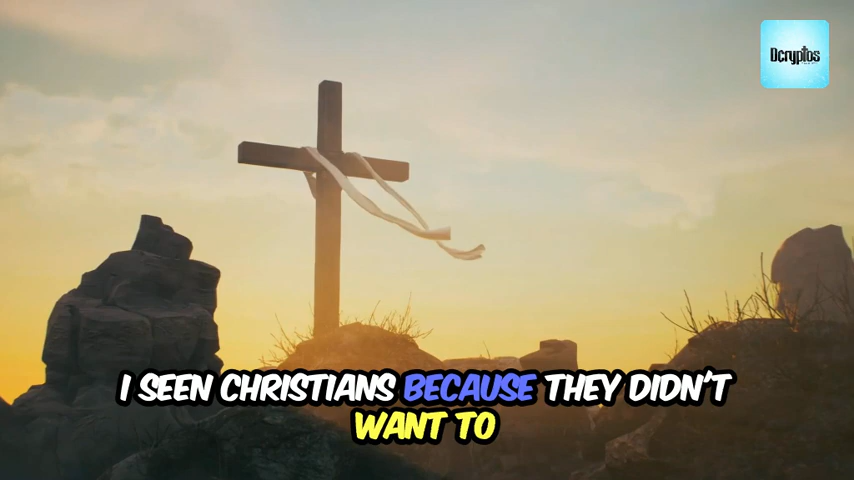 Dcryptos
I SEEN CHRISTIANS BECAUSE THEY DIDN'T
WANT TO